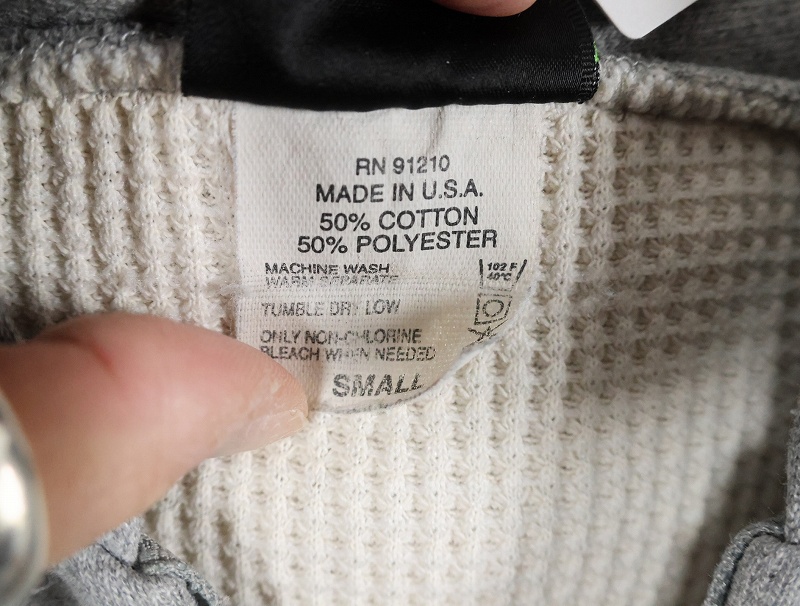 RN 91210
MADE IN U.S.A.
50% COTTON
50% POLYESTER
MACHINE WASH
WARM SEPARATE
102 F
40°C
TUMBLE DRY LOW
ONLY NON-CHLORINE
BLEACH WHEN NEEDED
SMALL